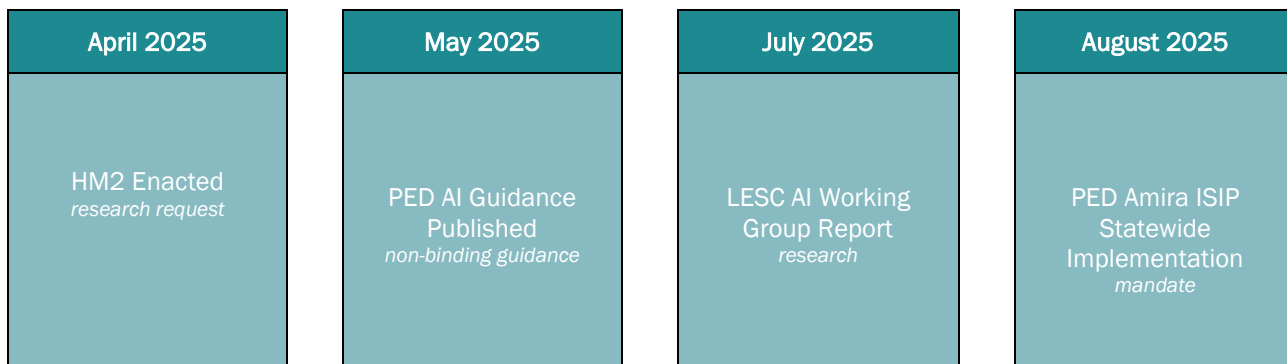 April 2025
HM2 Enacted
research request
May 2025
PED AI Guidance
Published
non-binding guidance
July 2025
LESC AI Working
Group Report
research
August 2025
PED Amira ISIP
Statewide
Implementation
mandate